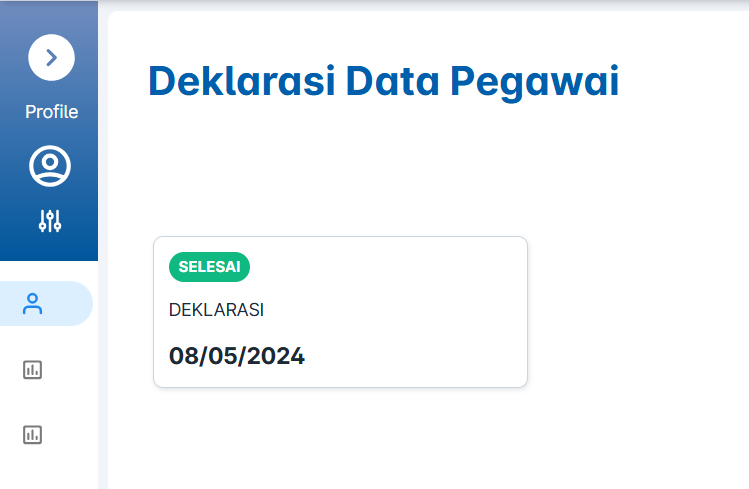 Profile
Deklarasi Data Pegawai
SELESAI
DEKLARASI
08/05/2024